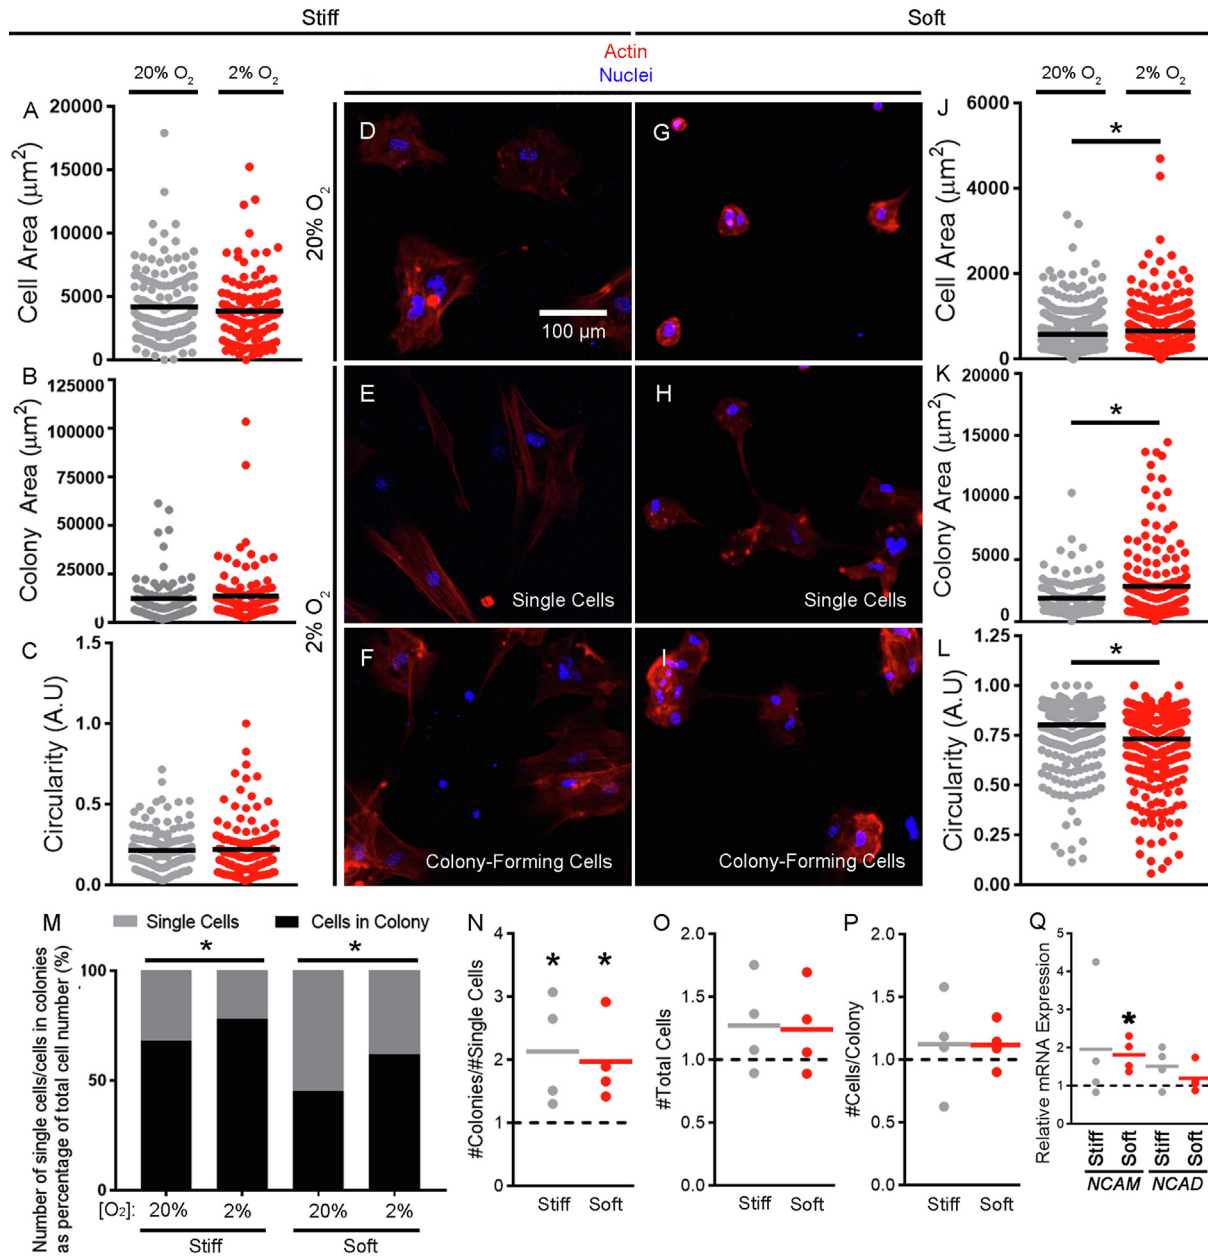 Stiff
Soft
Actin
Nuclei
20% O2
2% O2
20% O2
2% O2
A
20000
15000
10000
5000
0
Cell Area (μm2)
B
125000
100000
75000
50000
25000
0
Colony Area (μm2)
C
1.5
1.0
0.5
0.0
Circularity (A.U)
20% O2
2% O2
D
100 μm
G
E
Single Cells
H
Single Cells
F
Colony-Forming Cells
I
Colony-Forming Cells
J
6000
4000
2000
0
Cell Area (μm2)
*
K
20000
15000
10000
5000
0
Colony Area (μm2)
*
L
1.25
1.00
0.75
0.50
0.25
0.00
Circularity (A.U)
*
M
Single Cells
Cells in Colony
Number of single cells/cells in colonies
as percentage of total cell number (%)
100
50
0
* *
[O2]: 20% 2% 20% 2%
Stiff Soft
N
#Colonies/#Single Cells
4
3
2
1
0
* *
Stiff Soft
O
#Total Cells
2.0
1.5
1.0
0.5
0.0
Stiff Soft
P
#Cells/Colony
2.0
1.5
1.0
0.5
0.0
Stiff Soft
Q
Relative mRNA Expression
5
4
3
2
1
0
*
Stiff Soft Stiff Soft
NCAM NCAD